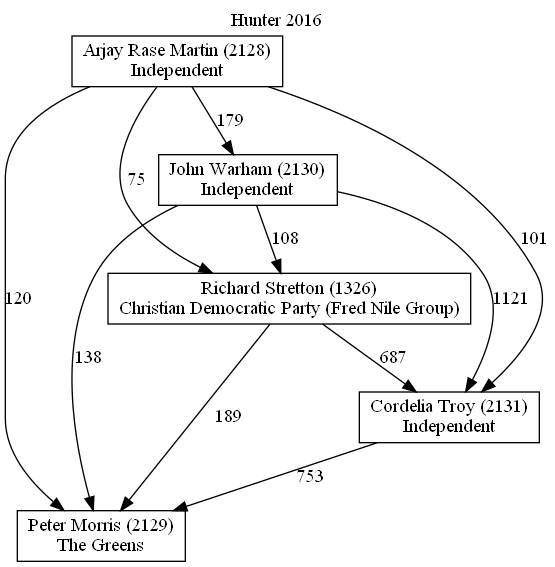 Hunter 2016
Arjay Rase Martin (2128)
Independent
179
John Warham (2130)
Independent
75
108
101
Richard Stretton (1326)
Christian Democratic Party (Fred Nile Group)
120
1121
138
687
189
Cordelia Troy (2131)
Independent
753
Peter Morris (2129)
The Greens